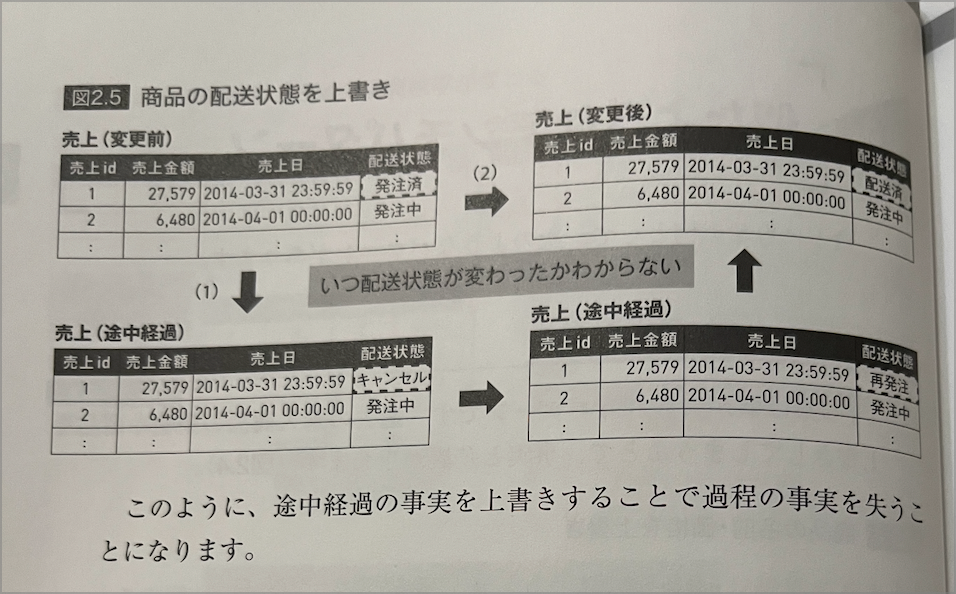 図2.5 商品の配送状態を上書き
売上（変更前）
売上id 売上金額 売上日 配送状態
1 27,579 2014-03-31 23:59:59 発注済
2 6,480 2014-04-01 00:00:00 発注中
: : : :
(2)
売上（変更後）
売上id 売上金額 売上日 配送状態
1 27,579 2014-03-31 23:59:59 配送済
2 6,480 2014-04-01 00:00:00 発注中
: : : :
(1)
いつ配送状態が変わったかわからない
売上（途中経過）
売上id 売上金額 売上日 配送状態
1 27,579 2014-03-31 23:59:59 キャンセル
2 6,480 2014-04-01 00:00:00 発注中
: : : :
売上（途中経過）
売上id 売上金額 売上日 配送状態
1 27,579 2014-03-31 23:59:59 再発注
2 6,480 2014-04-01 00:00:00 発注中
: : : :
このように、途中経過の事実を上書きすることで過程の事実を失うこ
とになります。